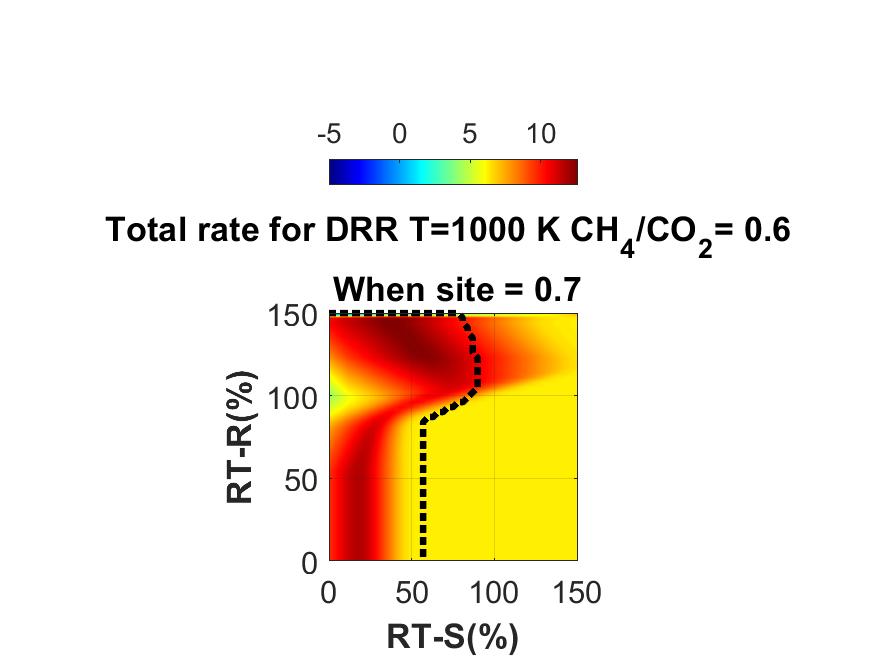 -5 0 5 10
Total rate for DRR T=1000 K CH4/CO2= 0.6
When site = 0.7
150
100
50
0
RT-R(%)
0 50 100 150
RT-S(%)